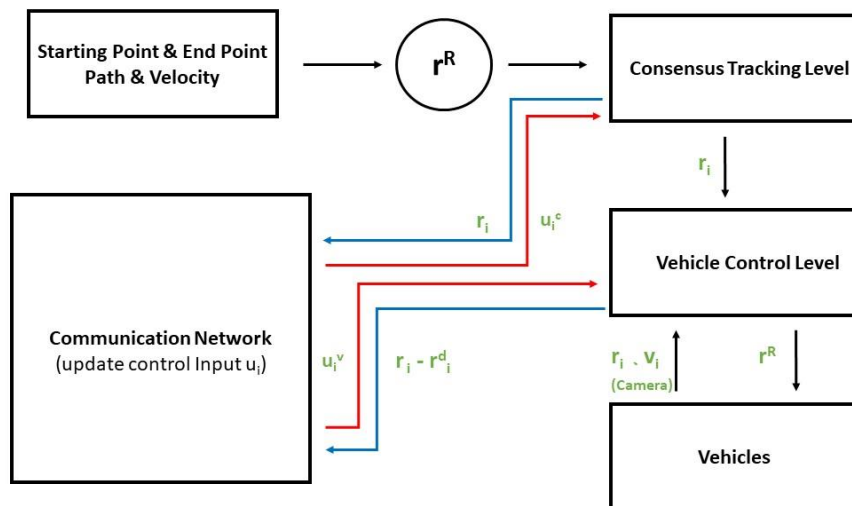 Starting Point & End Point
Path & Velocity
r^R
Consensus Tracking Level
r_i
r_i
u_i^c
Vehicle Control Level
Communication Network
(update control Input u_i)
u_i^v
r_i - r_i^d
r_i 、v_i
(Camera)
r^R
Vehicles